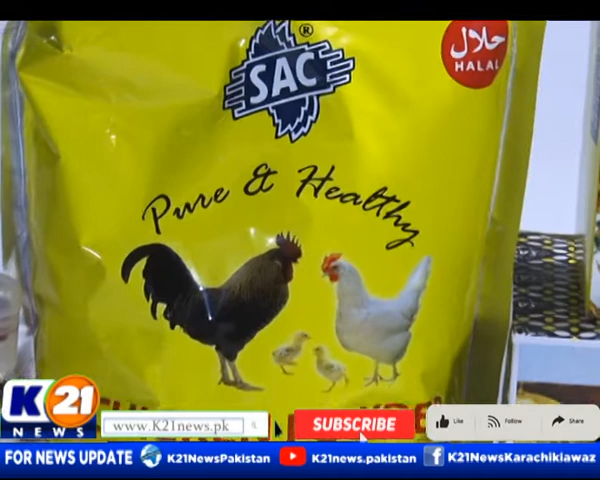 SAC®
حلال
HALAL
Pure & Healthy
K21
NEWS
www.K21news.pk
SUBSCRIBE
Like
Follow
Share
FOR NEWS UPDATE
K21NewsPakistan
K21news.pakistan
K21NewsKarachikiawaz